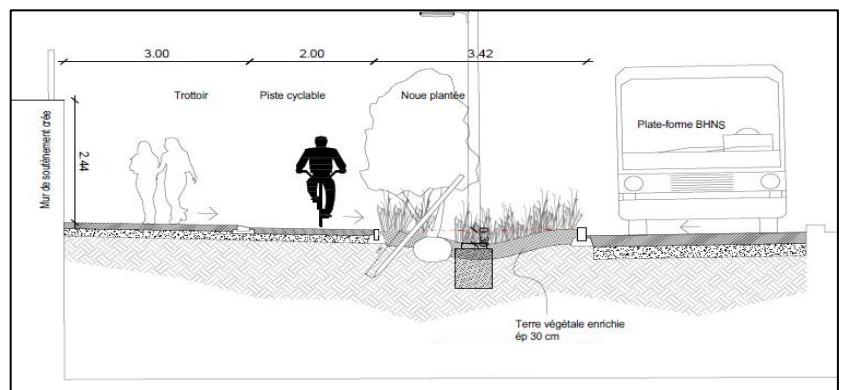 3.00
2.00
3.42
Trottoir
Piste cyclable
Noue plantée
Plate-forme BHNS
Mur de soutènement crée
2.44
Terre végétale enrichie
ép 30 cm